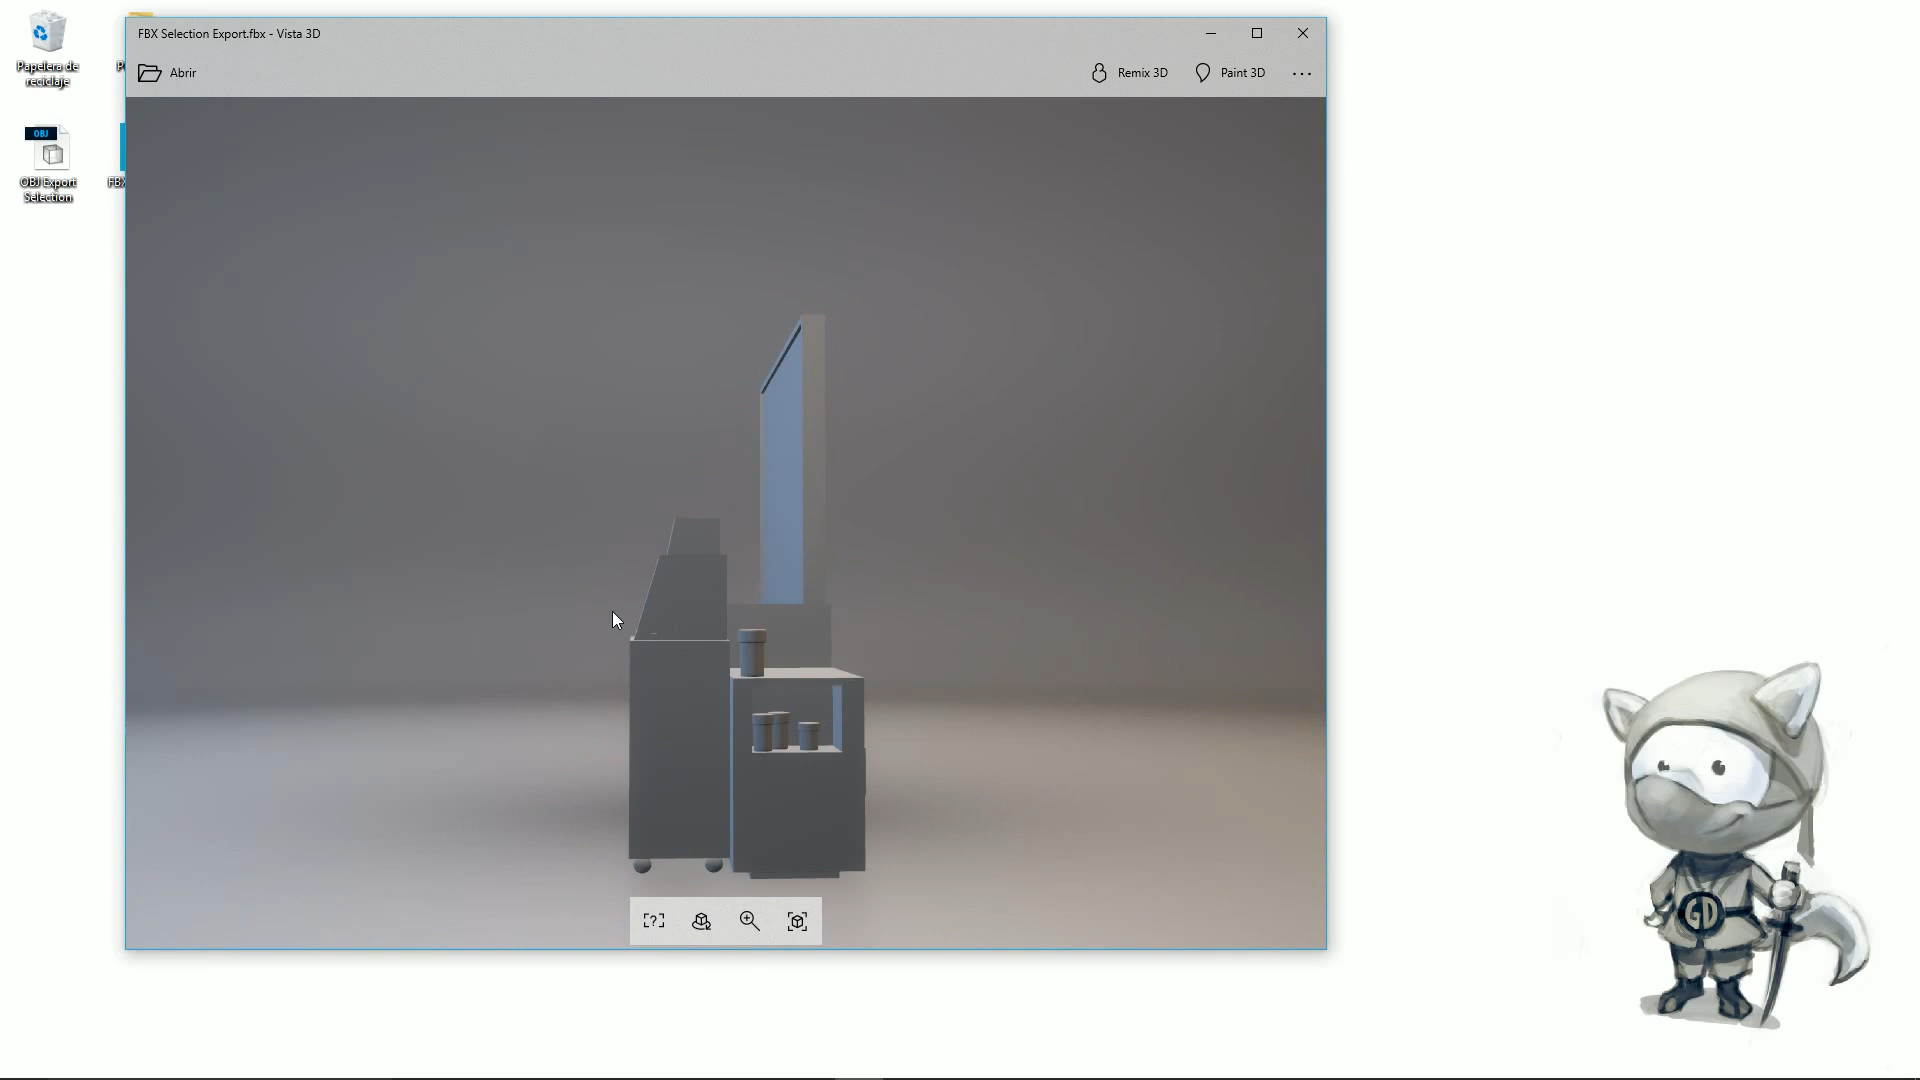 FBX Selection Export.fbx - Vista 3D
Abrir
Remix 3D
Paint 3D
Papelera de
reciclaje
OBJ
OBJ Export
Selection
FBX
GD